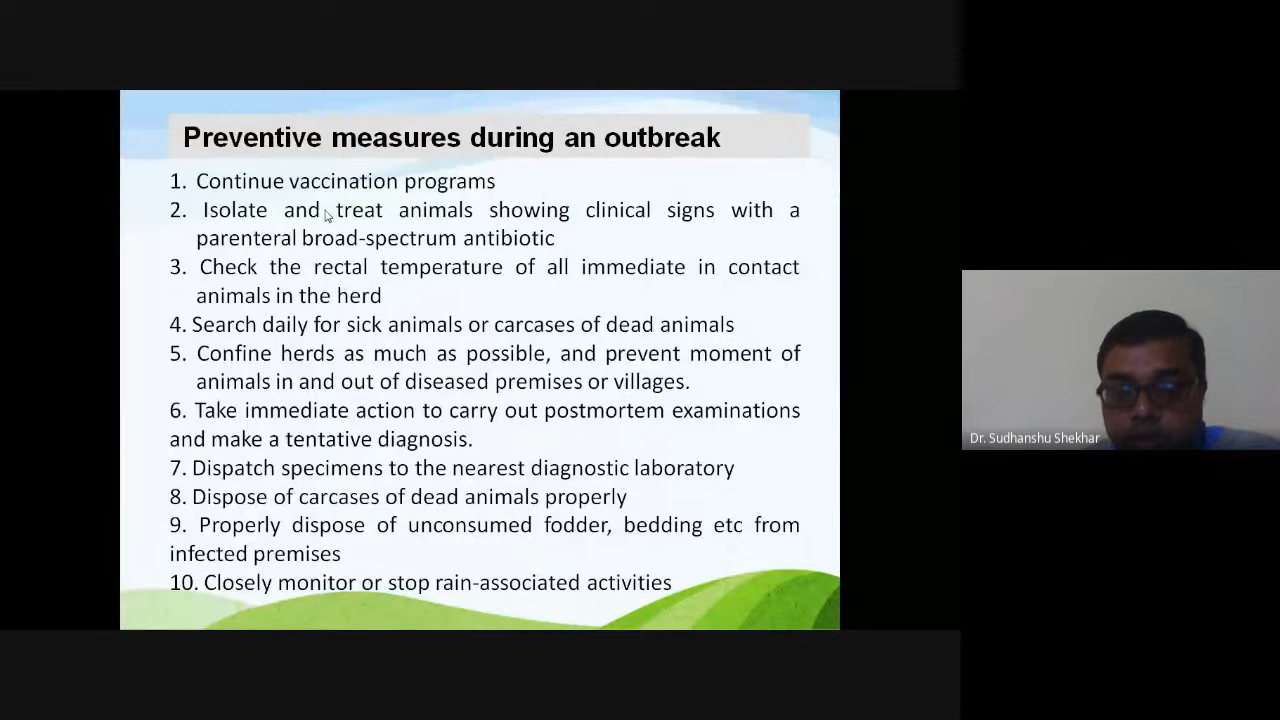 Preventive measures during an outbreak
1. Continue vaccination programs
2. Isolate and treat animals showing clinical signs with a
parenteral broad-spectrum antibiotic
3. Check the rectal temperature of all immediate in contact
animals in the herd
4. Search daily for sick animals or carcases of dead animals
5. Confine herds as much as possible, and prevent moment of
animals in and out of diseased premises or villages.
6. Take immediate action to carry out postmortem examinations
and make a tentative diagnosis.
7. Dispatch specimens to the nearest diagnostic laboratory
8. Dispose of carcases of dead animals properly
9. Properly dispose of unconsumed fodder, bedding etc from
infected premises
10. Closely monitor or stop rain-associated activities
Dr. Sudhanshu Shekhar